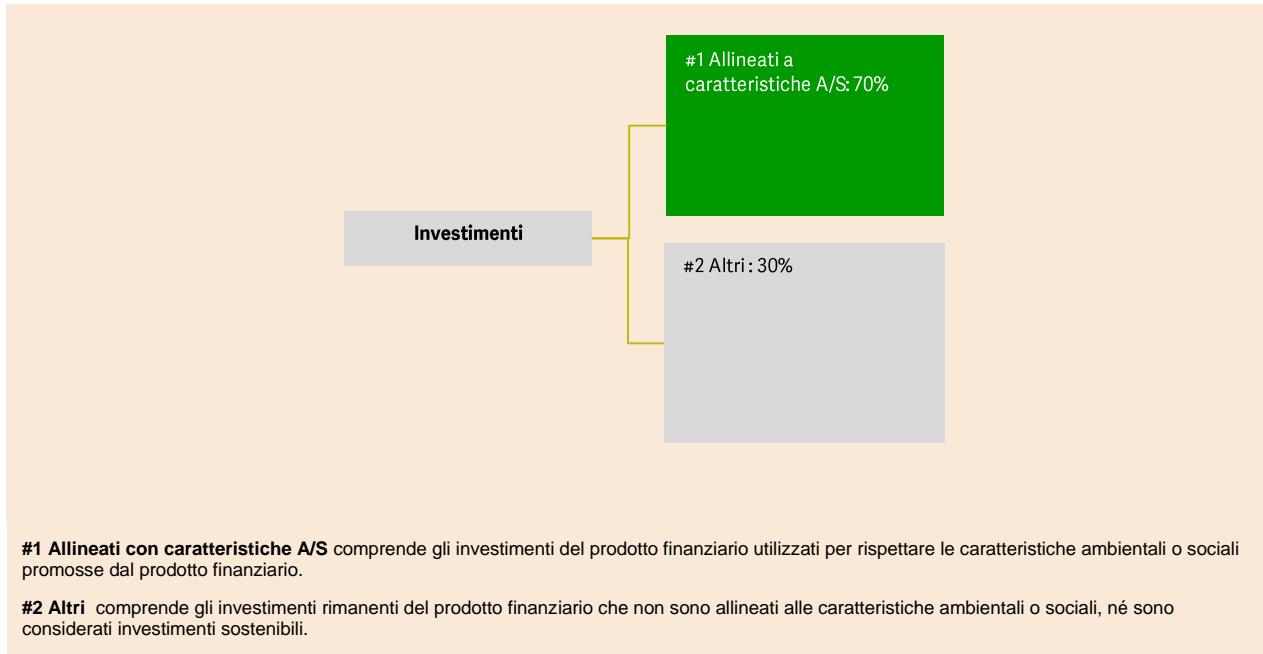 #1 Allineati a
caratteristiche A/S: 70%
Investimenti
#2 Altri : 30%
#1 Allineati con caratteristiche A/S comprende gli investimenti del prodotto finanziario utilizzati per rispettare le caratteristiche ambientali o sociali
promosse dal prodotto finanziario.
#2 Altri comprende gli investimenti rimanenti del prodotto finanziario che non sono allineati alle caratteristiche ambientali o sociali, né sono
considerati investimenti sostenibili.